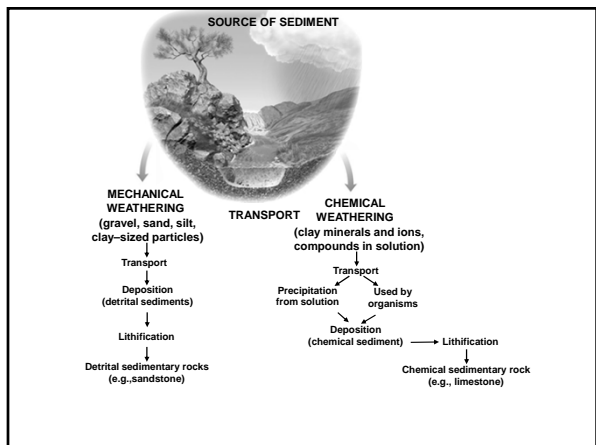 SOURCE OF SEDIMENT
MECHANICAL
WEATHERING
(gravel, sand, silt,
clay–sized particles)
Transport
Deposition
(detrital sediments)
Lithification
Detrital sedimentary rocks
(e.g.,sandstone)
TRANSPORT
CHEMICAL
WEATHERING
(clay minerals and ions,
compounds in solution)
Transport
Precipitation
from solution
Used by
organisms
Deposition
(chemical sediment)
Lithification
Chemical sedimentary rock
(e.g., limestone)